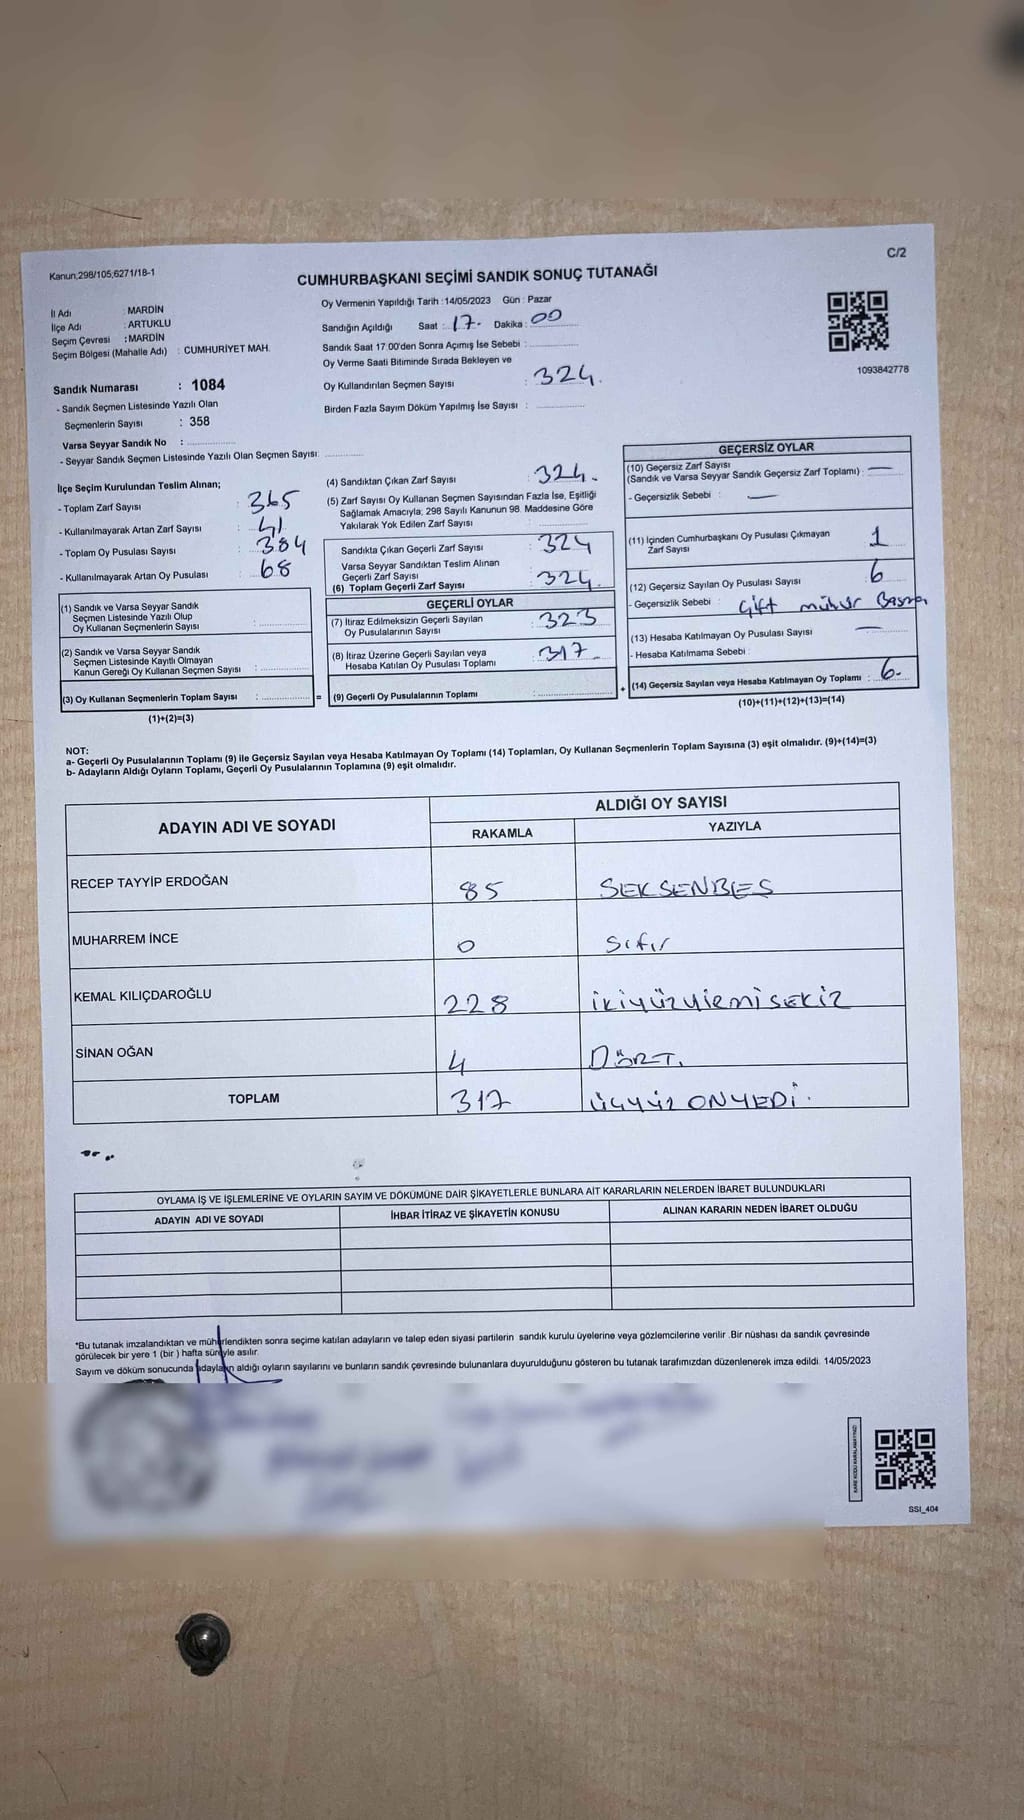 C/2
Kanun,298/105;6271/18-1
CUMHURBAŞKANI SEÇİMİ SANDIK SONUÇ TUTANAĞI
İl Adı : MARDİN
İlçe Adı : ARTUKLU
Seçim Çevresi : MARDİN
Seçim Bölgesi (Mahalle Adı) : CUMHURİYET MAH.
Sandık Numarası : 1084
- Sandık Seçmen Listesinde Yazılı Olan
Seçmenlerin Sayısı : 358
Varsa Seyyar Sandık No :
- Seyyar Sandık Seçmen Listesinde Yazılı Olan Seçmen Sayısı:
Oy Vermenin Yapıldığı Tarih :14/05/2023 Gün : Pazar
Sandığın Açıldığı Saat : 17. Dakika : 00
Sandık Saat 17:00'den Sonra Açımış İse Sebebi :
Oy Verme Saati Bitiminde Sırada Bekleyen ve
Oy Kullandırılan Seçmen Sayısı : 324.
Birden Fazla Sayım Döküm Yapılmış İse Sayısı :
1093842778
İlçe Seçim Kurulundan Teslim Alınan;
- Toplam Zarf Sayısı : 365
- Kullanılmayarak Artan Zarf Sayısı : 41
- Toplam Oy Pusulası Sayısı : 384
- Kullanılmayarak Artan Oy Pusulası : 68
(1) Sandık ve Varsa Seyyar Sandık
Seçmen Listesinde Yazılı Olup
Oy Kullanan Seçmenlerin Sayısı :
(2) Sandık ve Varsa Seyyar Sandık
Seçmen Listesinde Kayıtlı Olmayan
Kanun Gereği Oy Kullanan Seçmen Sayısı :
(3) Oy Kullanan Seçmenlerin Toplam Sayısı : =
(1)+(2)=(3)
(4) Sandıktan Çıkan Zarf Sayısı : 324.
(5) Zarf Sayısı Oy Kullanan Seçmen Sayısından Fazla İse, Eşitliği
Sağlamak Amacıyla; 298 Sayılı Kanunun 98. Maddesine Göre
Yakılarak Yok Edilen Zarf Sayısı :
Sandıkta Çıkan Geçerli Zarf Sayısı : 324
Varsa Seyyar Sandıktan Teslim Alınan
Geçerli Zarf Sayısı :
(6) Toplam Geçerli Zarf Sayısı : 324.
GEÇERLİ OYLAR
(7) İtiraz Edilmeksizin Geçerli Sayılan
Oy Pusulalarının Sayısı : 323
(8) İtiraz Üzerine Geçerli Sayılan veya
Hesaba Katılan Oy Pusulası Toplamı : 317
(9) Geçerli Oy Pusulalarının Toplamı : +
GEÇERSİZ OYLAR
(10) Geçersiz Zarf Sayısı
(Sandık ve Varsa Seyyar Sandık Geçersiz Zarf Toplamı) : —
- Geçersizlik Sebebi : —
(11) İçinden Cumhurbaşkanı Oy Pusulası Çıkmayan
Zarf Sayısı : 1
(12) Geçersiz Sayılan Oy Pusulası Sayısı : 6
- Geçersizlik Sebebi : Çift mühür Basma
(13) Hesaba Katılmayan Oy Pusulası Sayısı : —
- Hesaba Katılmama Sebebi :
(14) Geçersiz Sayılan veya Hesaba Katılmayan Oy Toplamı : 6.
(10)+(11)+(12)+(13)=(14)
NOT:
a- Geçerli Oy Pusulalarının Toplamı (9) ile Geçersiz Sayılan veya Hesaba Katılmayan Oy Toplamı (14) Toplamları, Oy Kullanan Seçmenlerin Toplam Sayısına (3) eşit olmalıdır. (9)+(14)=(3)
b- Adayların Aldığı Oyların Toplamı, Geçerli Oy Pusulalarının Toplamına (9) eşit olmalıdır.
ADAYIN ADI VE SOYADI ALDIĞI OY SAYISI
RAKAMLA YAZIYLA
RECEP TAYYİP ERDOĞAN 85 SEKSENBEŞ
MUHARREM İNCE 0 Sıfır
KEMAL KILIÇDAROĞLU 228 İKİYÜZYİRMİSEKİZ
SİNAN OĞAN 4 DÖRT.
TOPLAM 317 ÜÇYÜZ ONYEDİ.
OYLAMA İŞ VE İŞLEMLERİNE VE OYLARIN SAYIM VE DÖKÜMÜNE DAİR ŞİKAYETLERLE BUNLARA AİT KARARLARIN NELERDEN İBARET BULUNDUKLARI
ADAYIN ADI VE SOYADI İHBAR İTİRAZ VE ŞİKAYETİN KONUSU ALINAN KARARIN NEDEN İBARET OLDUĞU
*Bu tutanak imzalandıktan ve mühürlendikten sonra seçime katılan adayların ve talep eden siyasi partilerin sandık kurulu üyelerine veya gözlemcilerine verilir .Bir nüshası da sandık çevresinde
görülecek bir yere 1 (bir ) hafta süreyle asılır.
Sayım ve döküm sonucunda adayların aldığı oyların sayılarını ve bunların sandık çevresinde bulunanlara duyurulduğunu gösteren bu tutanak tarafımızdan düzenlenerek imza edildi. 14/05/2023
KARE KODU KARALAMAYINIZ!
SSI_404